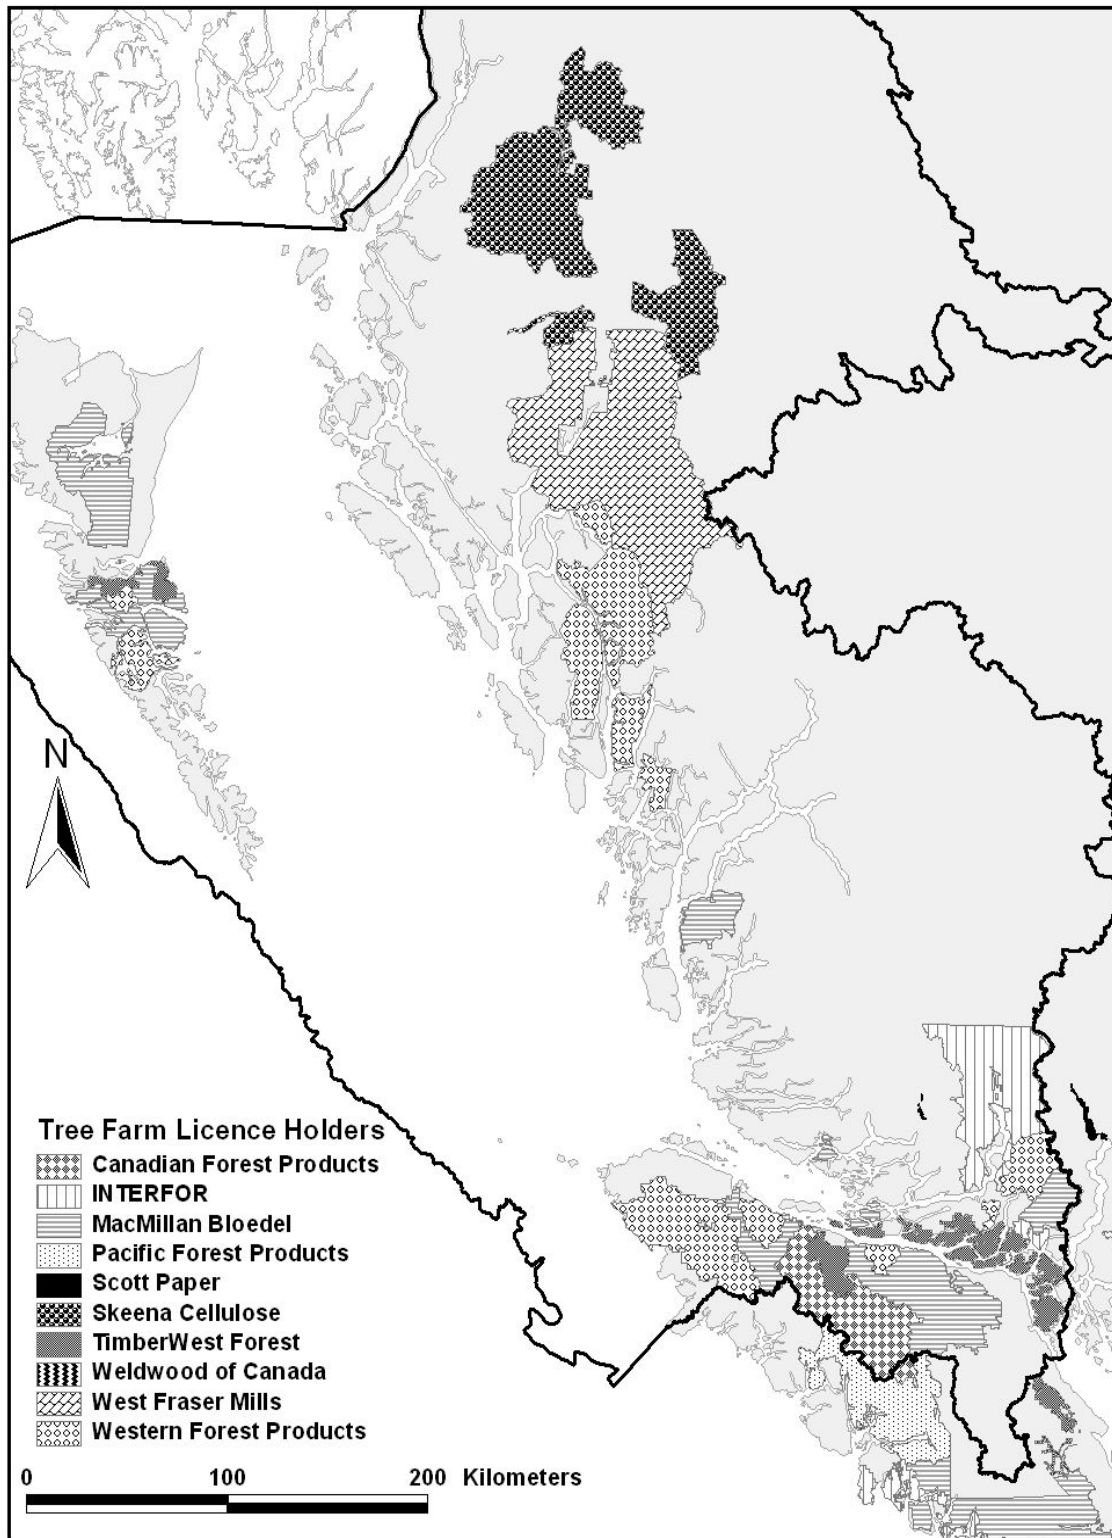 N
Tree Farm Licence Holders
Canadian Forest Products
INTERFOR
MacMillan Bloedel
Pacific Forest Products
Scott Paper
Skeena Cellulose
TimberWest Forest
Weldwood of Canada
West Fraser Mills
Western Forest Products
0 100 200 Kilometers